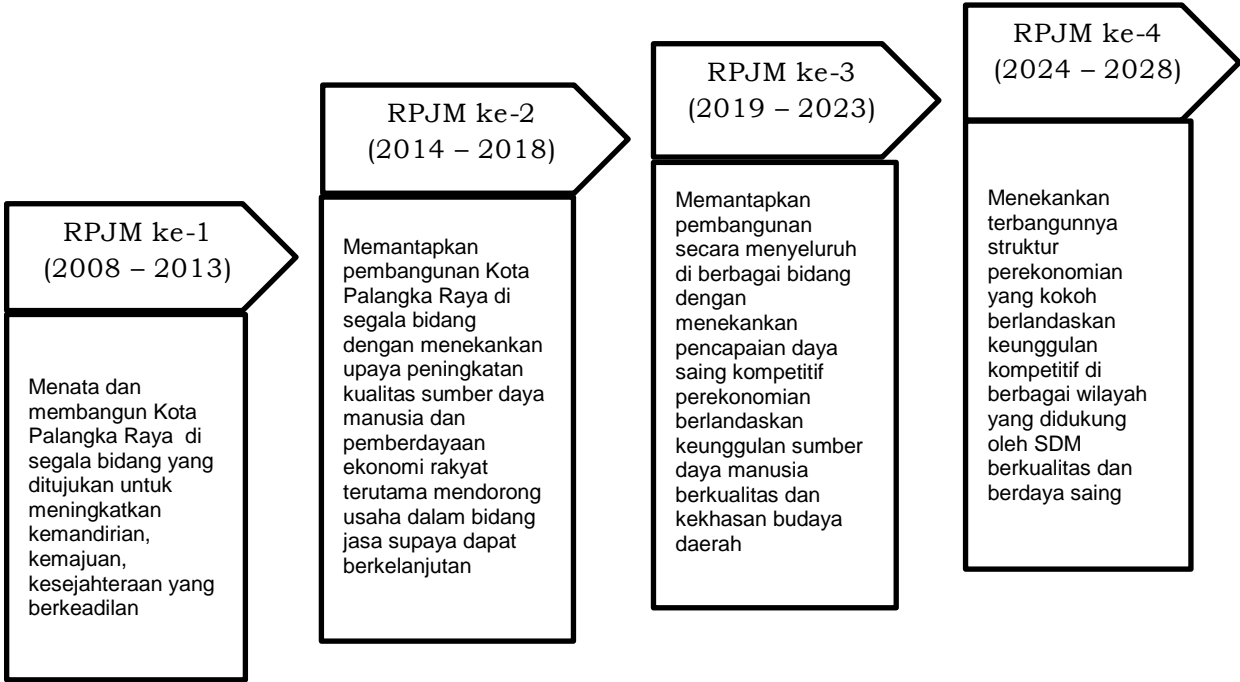 RPJM ke-1
(2008 – 2013)
Menata dan
membangun Kota
Palangka Raya  di
segala bidang yang
ditujukan untuk
meningkatkan
kemandirian,
kemajuan,
kesejahteraan yang
berkeadilan
RPJM ke-2
(2014 – 2018)
Memantapkan
pembangunan Kota
Palangka Raya di
segala bidang
dengan menekankan
upaya peningkatan
kualitas sumber daya
manusia dan
pemberdayaan
ekonomi rakyat
terutama mendorong
usaha dalam bidang
jasa supaya dapat
berkelanjutan
RPJM ke-3
(2019 – 2023)
Memantapkan
pembangunan
secara menyeluruh
di berbagai bidang
dengan
menekankan
pencapaian daya
saing kompetitif
perekonomian
berlandaskan
keunggulan sumber
daya manusia
berkualitas dan
kekhasan budaya
daerah
RPJM ke-4
(2024 – 2028)
Menekankan
terbangunnya
struktur
perekonomian
yang kokoh
berlandaskan
keunggulan
kompetitif di
berbagai wilayah
yang didukung
oleh SDM
berkualitas dan
berdaya saing